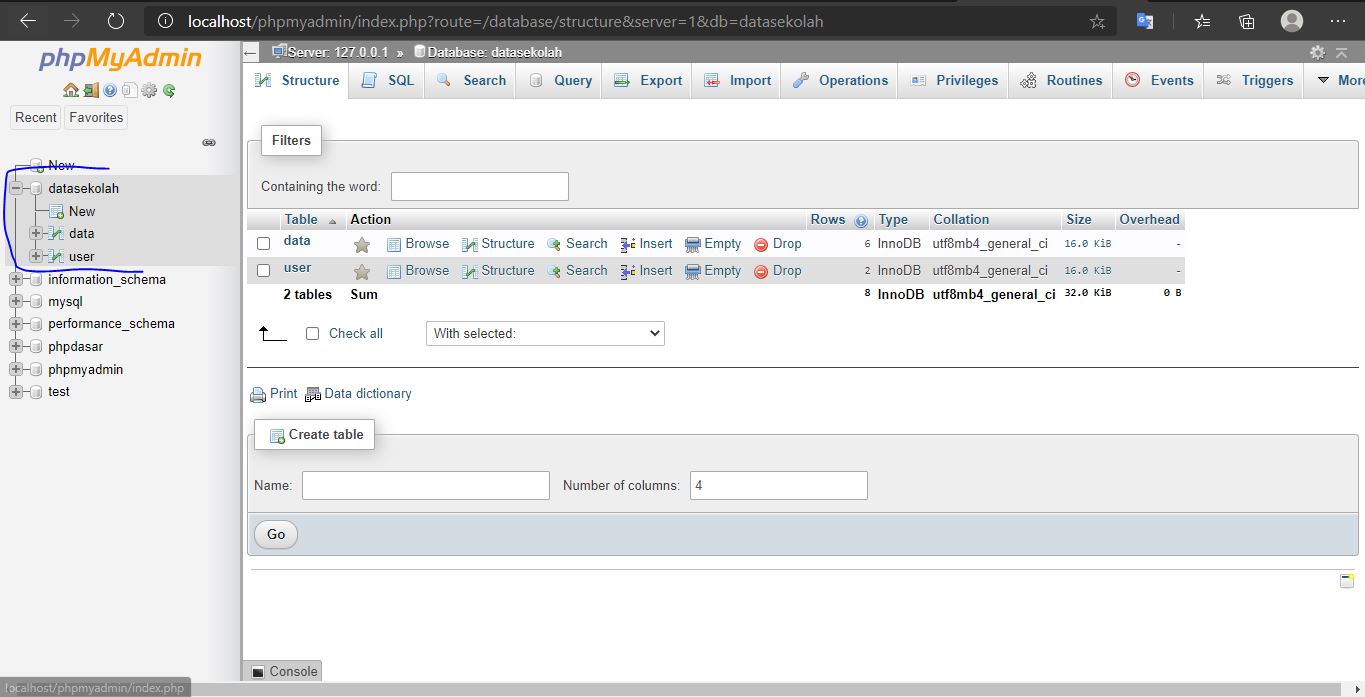 localhost/phpmyadmin/index.php?route=/database/structure&server=1&db=datasekolah
phpMyAdmin
Recent Favorites
New
datasekolah
New
data
user
information_schema
mysql
performance_schema
phpdasar
phpmyadmin
test
Server: 127.0.0.1 » Database: datasekolah
Structure SQL Search Query Export Import Operations Privileges Routines Events Triggers More
Filters
Containing the word:
Table Action Rows Type Collation Size Overhead
data Browse Structure Search Insert Empty Drop 6 InnoDB utf8mb4_general_ci 16.0 KiB -
user Browse Structure Search Insert Empty Drop 2 InnoDB utf8mb4_general_ci 16.0 KiB -
2 tables Sum 8 InnoDB utf8mb4_general_ci 32.0 KiB 0 B
Check all With selected:
Print Data dictionary
Create table
Name: Number of columns: 4
Go
Console
localhost/phpmyadmin/index.php